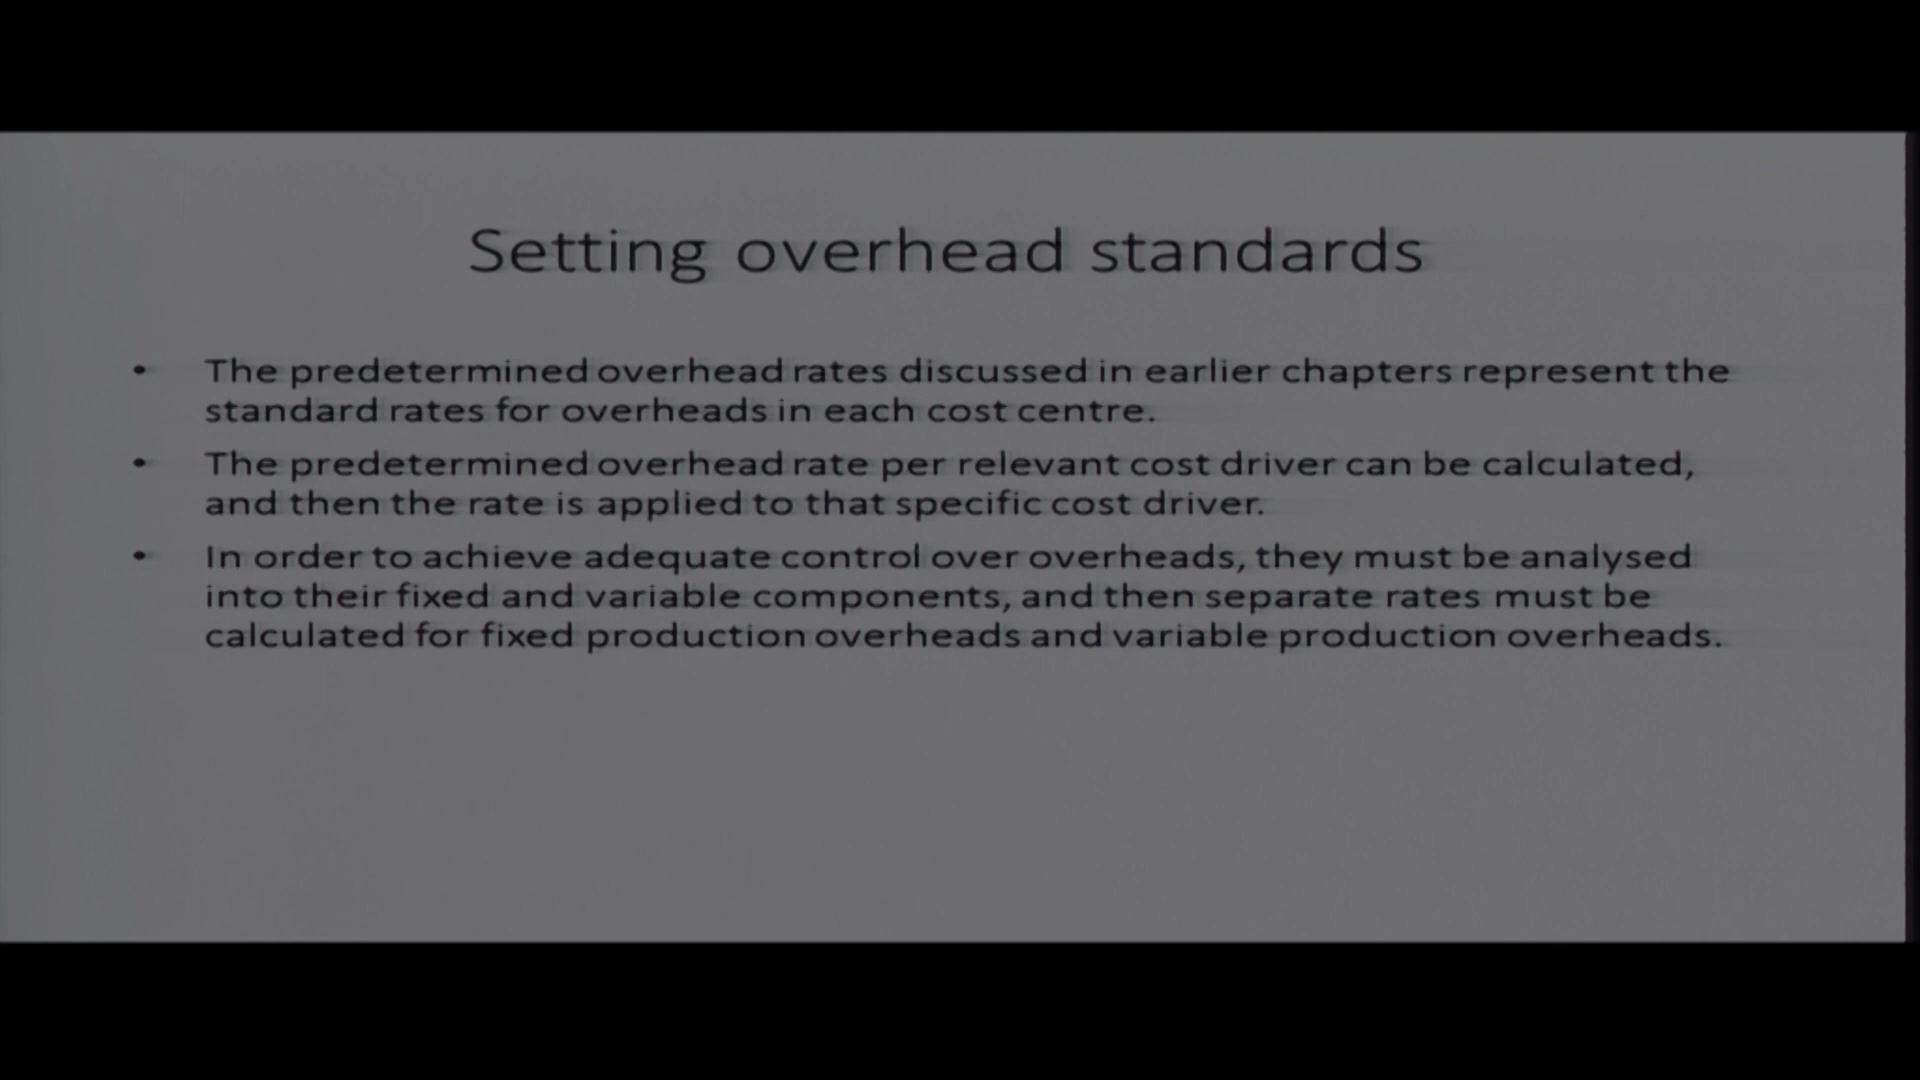 Setting overhead standards
• The predetermined overhead rates discussed in earlier chapters represent the
standard rates for overheads in each cost centre.
• The predetermined overhead rate per relevant cost driver can be calculated,
and then the rate is applied to that specific cost driver.
• In order to achieve adequate control over overheads, they must be analysed
into their fixed and variable components, and then separate rates must be
calculated for fixed production overheads and variable production overheads.